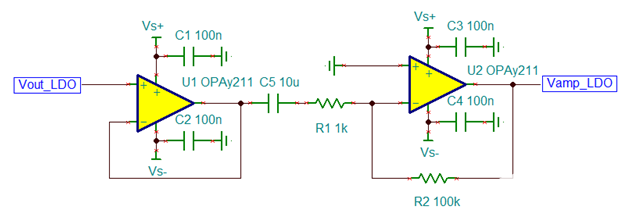 Vs+
C1 100n
Vs+
C3 100n
Vout_LDO
U1 OPAy211
C5 10u
U2 OPAy211
Vamp_LDO
+
+
−
C2 100n
R1 1k
+
+
−
C4 100n
Vs-
Vs-
R2 100k